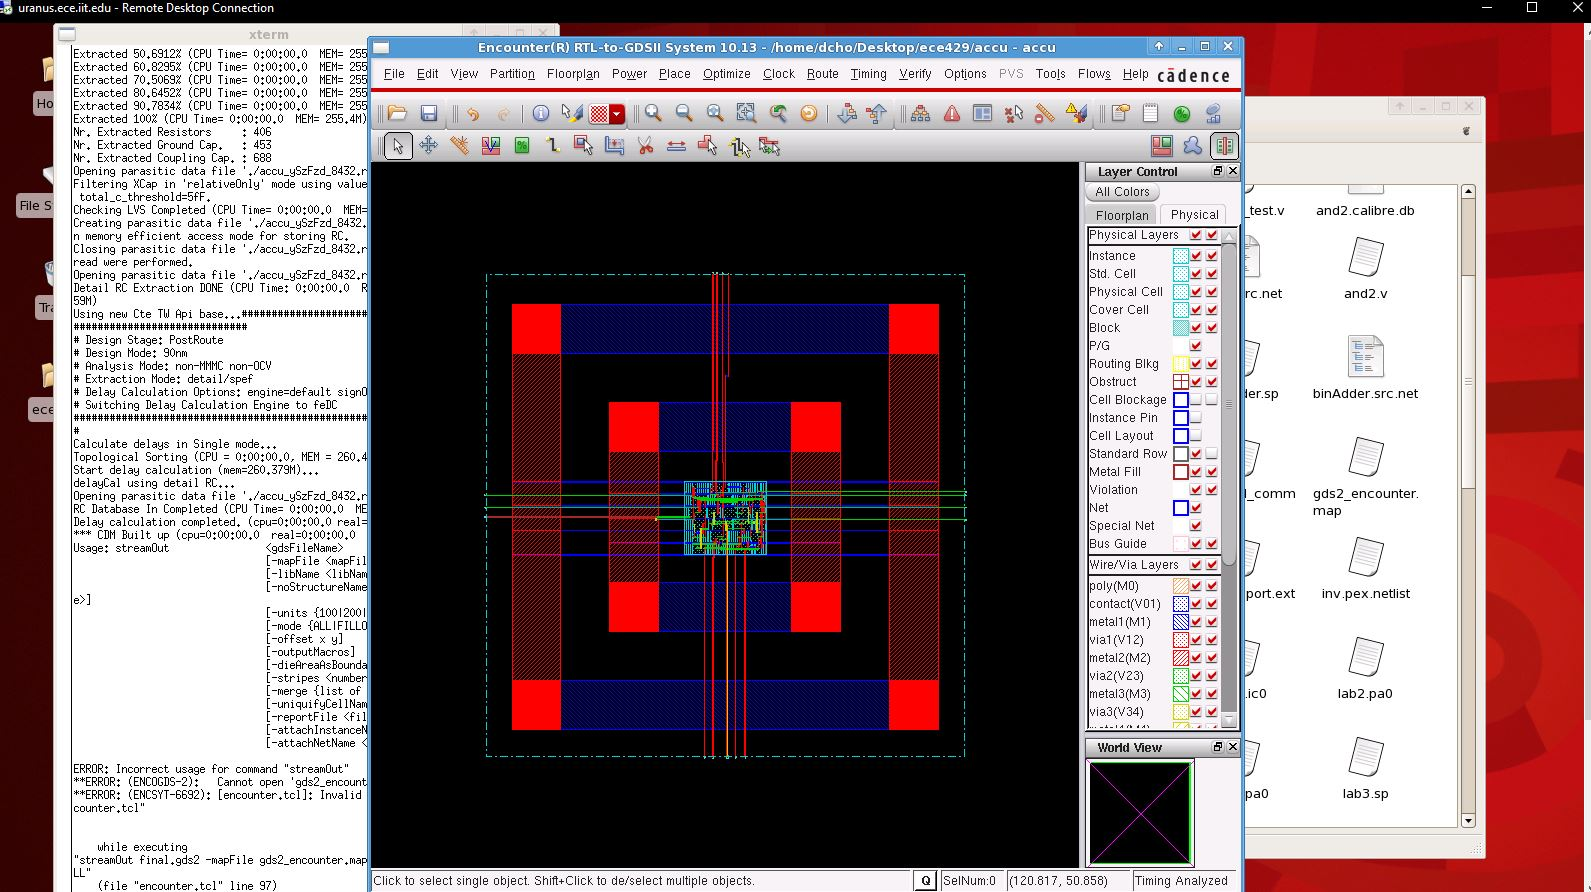 uranus.ece.iit.edu - Remote Desktop Connection
xterm
Extracted 50.6912% (CPU Time= 0:00:00.0  MEM= 255
Extracted 60.8295% (CPU Time= 0:00:00.0  MEM= 255
Extracted 70.5069% (CPU Time= 0:00:00.0  MEM= 255
Extracted 80.6452% (CPU Time= 0:00:00.0  MEM= 255
Extracted 90.7834% (CPU Time= 0:00:00.0  MEM= 255
Extracted 100% (CPU Time= 0:00:00.0  MEM= 255.4M)
Nr. Extracted Resistors     : 406
Nr. Extracted Ground Cap.   : 453
Nr. Extracted Coupling Cap. : 688
Opening parasitic data file './accu_ySzFzd_8432.r
Filtering XCap in 'relativeOnly' mode using value
total_c_threshold=5fF.
Checking LVS Completed (CPU Time= 0:00:00.0  MEM=
Creating parasitic data file './accu_ySzFzd_8432.
n memory efficient access mode for storing RC.
Closing parasitic data file './accu_ySzFzd_8432.r
read were performed.
Opening parasitic data file './accu_ySzFzd_8432.r
Detail RC Extraction DONE (CPU Time: 0:00:00.0  R
59M)
Using new Cte TW Api base...#####################
#############################
# Design Stage: PostRoute
# Design Mode: 90nm
# Analysis Mode: non-MMMC non-OCV
# Extraction Mode: detail/spef
# Delay Calculation Options: engine=default signO
# Switching Delay Calculation Engine to feDC
#################################################
#
Calculate delays in Single mode...
Topological Sorting (CPU = 0:00:00.0, MEM = 260.4
Start delay calculation (mem=260.379M)...
delayCal using detail RC...
Opening parasitic data file './accu_ySzFzd_8432.r
RC Database In Completed (CPU Time= 0:00:00.0  ME
Delay calculation completed. (cpu=0:00:00.0 real=
*** CDM Built up (cpu=0:00:00.0  real=0:00:00.0
Usage: streamOut <gdsFileName>
[-mapFile <mapFil
[-libName <libNam
[-noStructureName
e>]
[-units {100|200|
[-mode {ALL|FILLO
[-offset x y]
[-outputMacros]
[-dieAreaAsBounda
[-stripes <number
[-merge {list of
[-uniquifyCellNam
[-reportFile <fil
[-attachInstanceN
[-attachNetName <
ERROR: Incorrect usage for command "streamOut"
**ERROR: (ENCOGDS-2):   Cannot open 'gds2_encount
**ERROR: (ENCSYT-6692): [encounter.tcl]: Invalid
counter.tcl"
while executing
"streamOut final.gds2 -mapFile gds2_encounter.map
LL"
(file "encounter.tcl" line 97)
Ho
File S
Tra
ece
Encounter(R) RTL-to-GDSII System 10.13 - /home/dcho/Desktop/ece429/accu - accu
File Edit View Partition Floorplan Power Place Optimize Clock Route Timing Verify Options PVS Tools Flows Help cādence
Layer Control
All Colors
Floorplan Physical
Physical Layers
Instance
Std. Cell
Physical Cell
Cover Cell
Block
P/G
Routing Blkg
Obstruct
Cell Blockage
Instance Pin
Cell Layout
Standard Row
Metal Fill
Violation
Net
Special Net
Bus Guide
Wire/Via Layers
poly(M0)
contact(V01)
metal1(M1)
via1(V12)
metal2(M2)
via2(V23)
metal3(M3)
via3(V34)
World View
Click to select single object. Shift+Click to de/select multiple objects.
Q
SelNum:0
(120.817, 50.858)
Timing Analyzed
_test.v
and2.calibre.db
rc.net
and2.v
der.sp
binAdder.src.net
l_comm
gds2_encounter.
map
port.ext
inv.pex.netlist
.ic0
lab2.pa0
pa0
lab3.sp